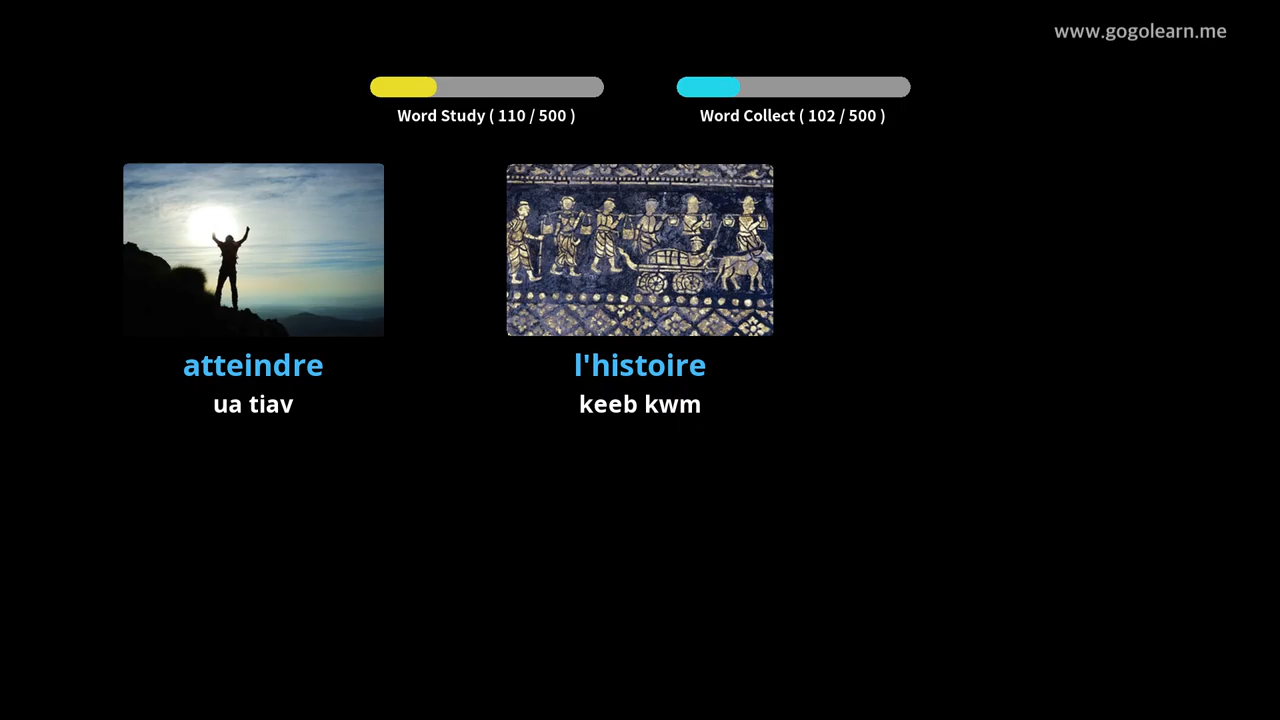 www.gogolearn.me
Word Study ( 110 / 500 )
Word Collect ( 102 / 500 )
atteindre
ua tiav
l'histoire
keeb kwm